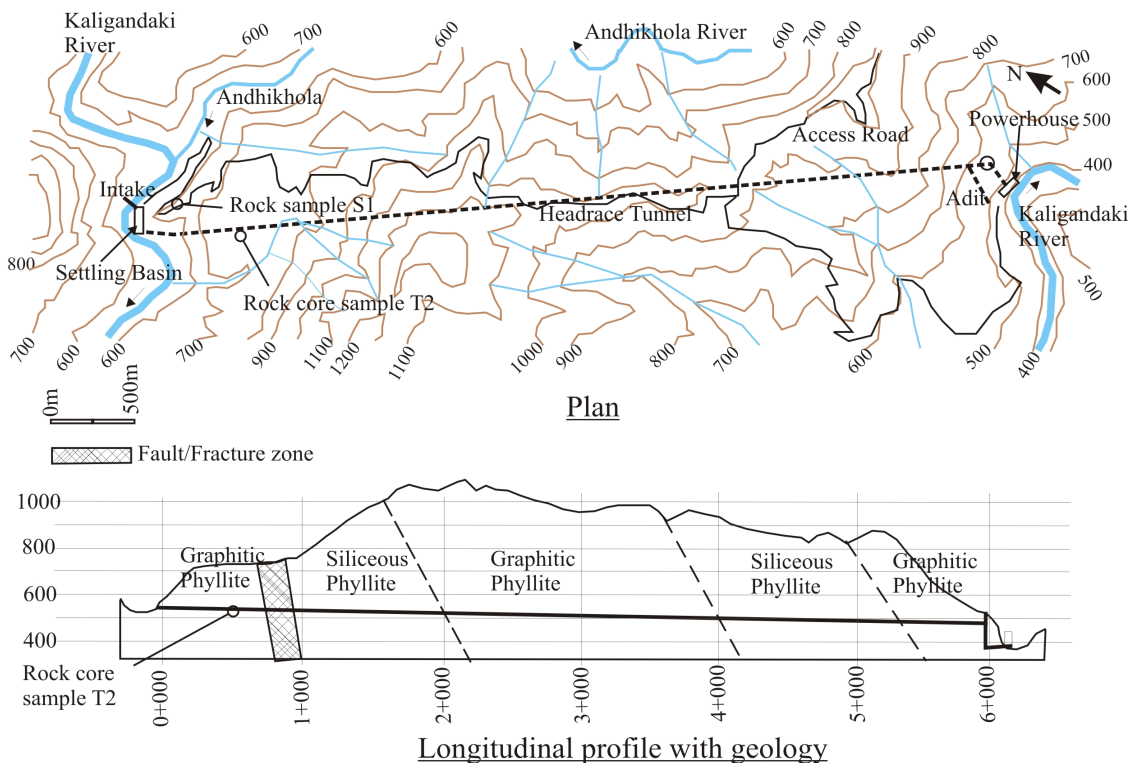 Kaligandaki
River
600
700
600
Andhikhola River
600
700
800
900
800
700
600
N
Andhikhola
Powerhouse
500
Access Road
400
Intake
Rock sample S1
Adit
Headrace Tunnel
Kaligandaki
River
800
Settling Basin
Rock core sample T2
500
700
600
600
700
900
1100
1200
1100
1000
900
800
700
600
500
400
0m
500m
Plan
Fault/Fracture zone
1000
800
600
400
Graphitic
Phyllite
Siliceous
Phyllite
Graphitic
Phyllite
Siliceous
Phyllite
Graphitic
Phyllite
Rock core
sample T2
0+000
1+000
2+000
3+000
4+000
5+000
6+000
Longitudinal profile with geology